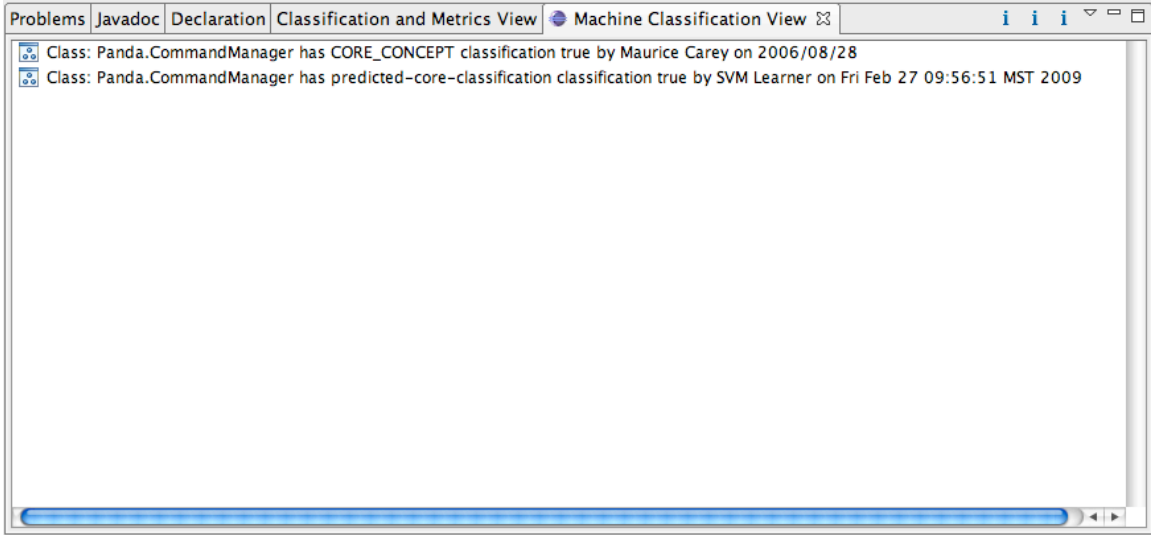 Problems Javadoc Declaration Classification and Metrics View Machine Classification View
i i i
Class: Panda.CommandManager has CORE_CONCEPT classification true by Maurice Carey on 2006/08/28
Class: Panda.CommandManager has predicted-core-classification classification true by SVM Learner on Fri Feb 27 09:56:51 MST 2009